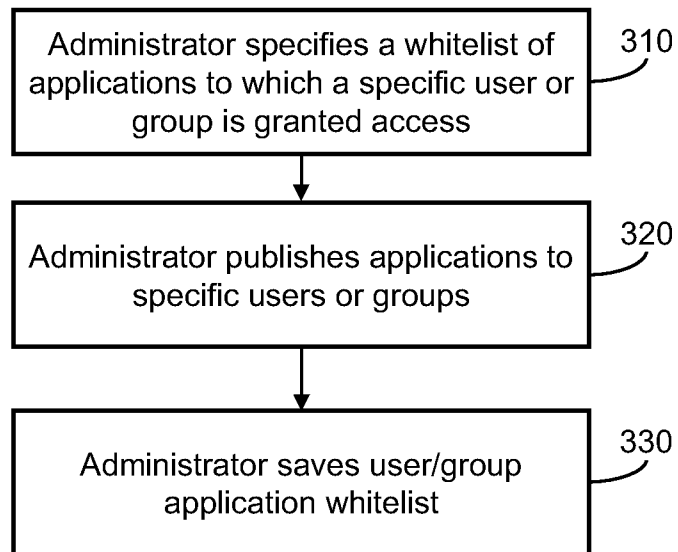 Administrator specifies a whitelist of
applications to which a specific user or
group is granted access
310
Administrator publishes applications to
specific users or groups
320
Administrator saves user/group
application whitelist
330